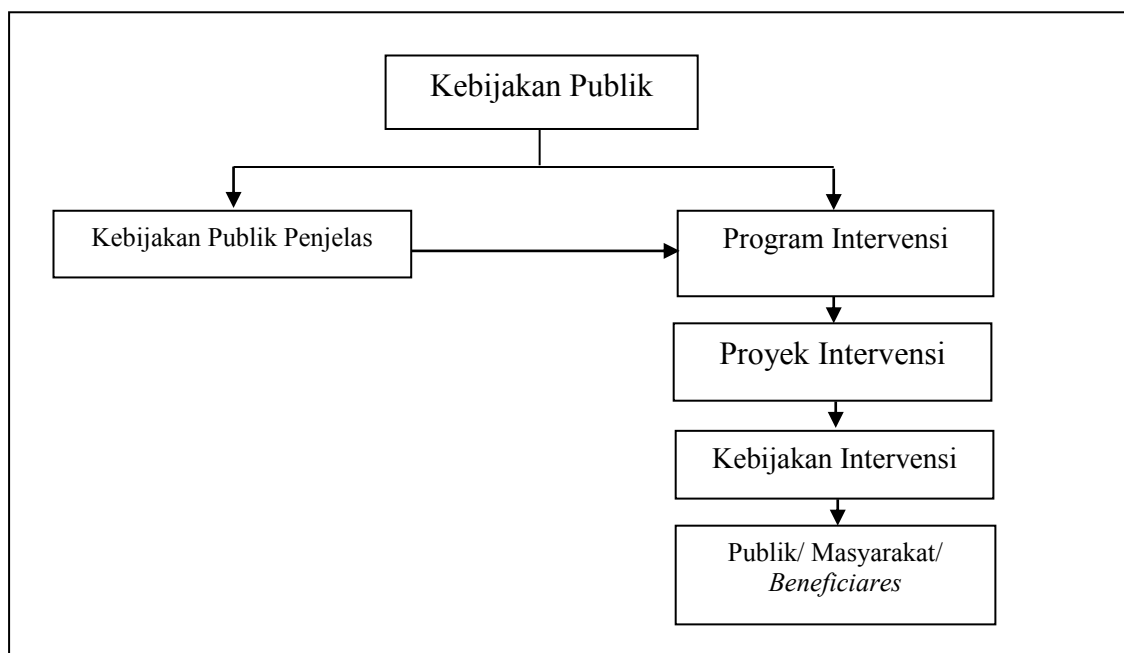 Kebijakan Publik
Kebijakan Publik Penjelas
Program Intervensi
Proyek Intervensi
Kebijakan Intervensi
Publik/ Masyarakat/
Beneficiares